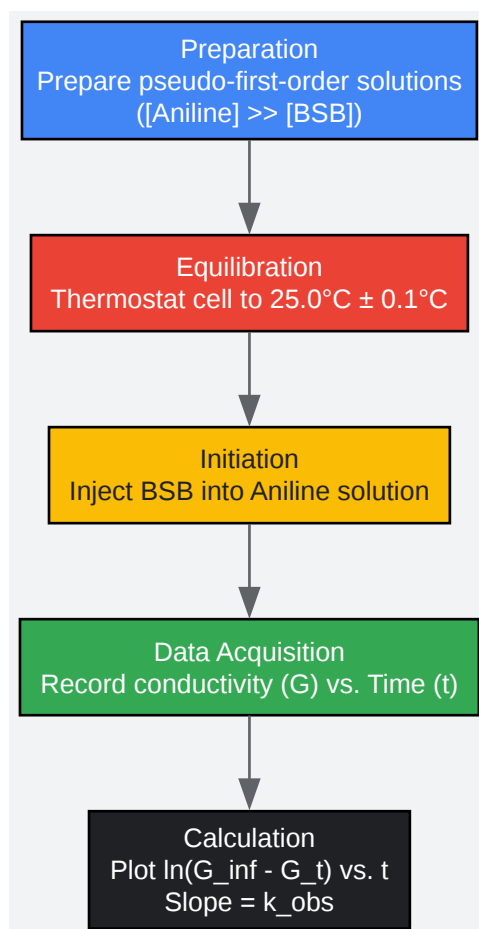 Preparation
Prepare pseudo-first-order solutions
([Aniline] >> [BSB])
Equilibration
Thermostat cell to 25.0°C ± 0.1°C
Initiation
Inject BSB into Aniline solution
Data Acquisition
Record conductivity (G) vs. Time (t)
Calculation
Plot ln(G_inf - G_t) vs. t
Slope = k_obs